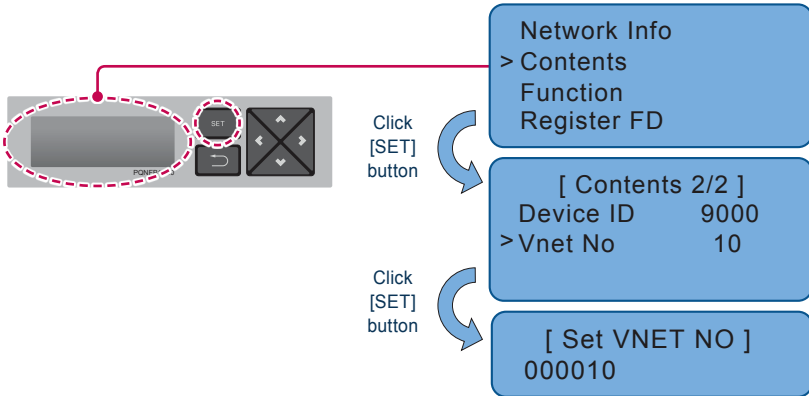 Network Info
> Contents
Function
Register FD
SET
Click
[SET]
button
[ Contents 2/2 ]
Device ID 9000
>Vnet No 10
Click
[SET]
button
[ Set VNET NO ]
000010